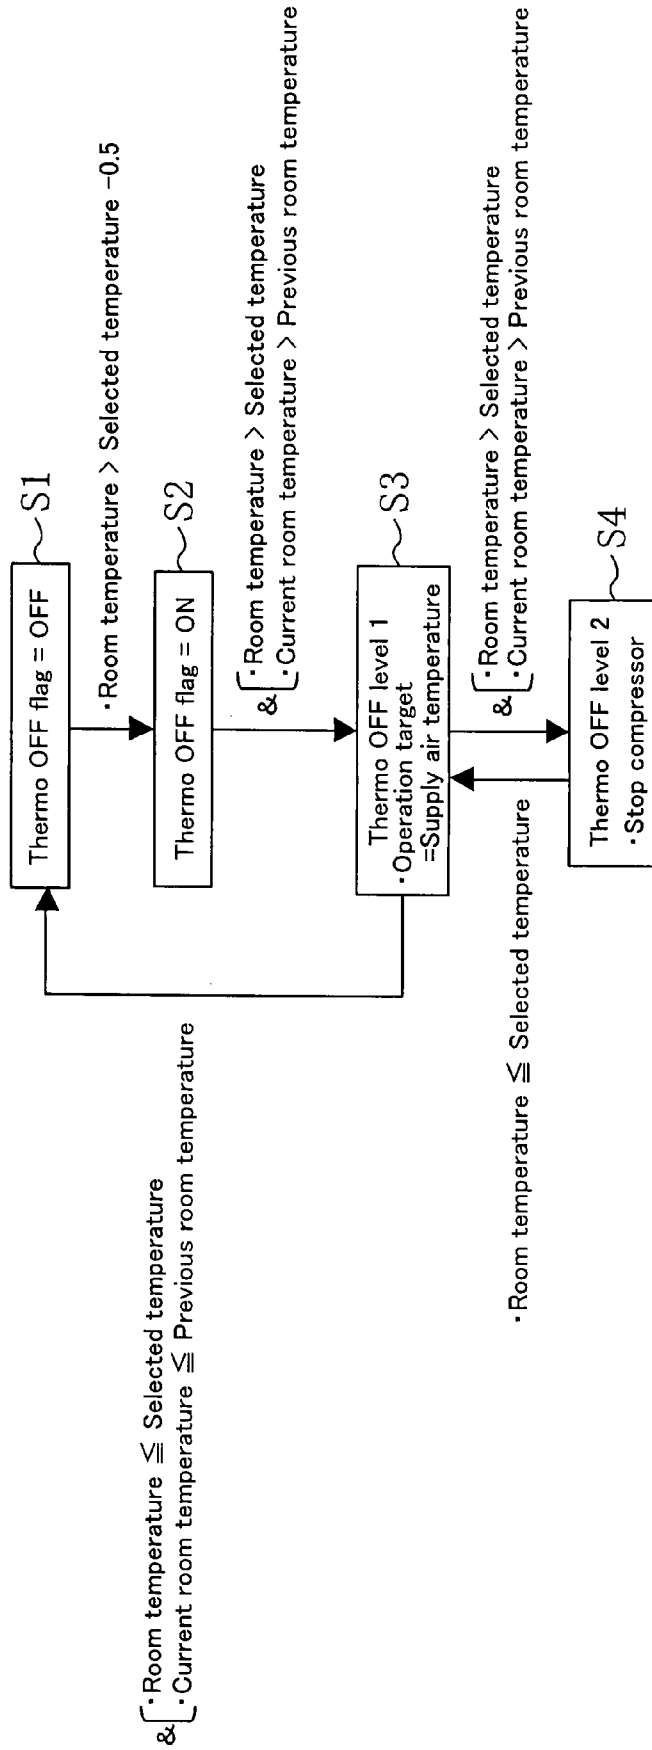 Thermo OFF flag = OFF
S1
・Room temperature > Selected temperature -0.5
Thermo OFF flag = ON
S2
&
・Room temperature > Selected temperature
・Current room temperature > Previous room temperature
&
・Room temperature ≦ Selected temperature
・Current room temperature ≦ Previous room temperature
Thermo OFF level 1
・Operation target
=Supply air temperature
S3
&
・Room temperature > Selected temperature
・Current room temperature > Previous room temperature
・Room temperature ≦ Selected temperature
Thermo OFF level 2
・Stop compressor
S4